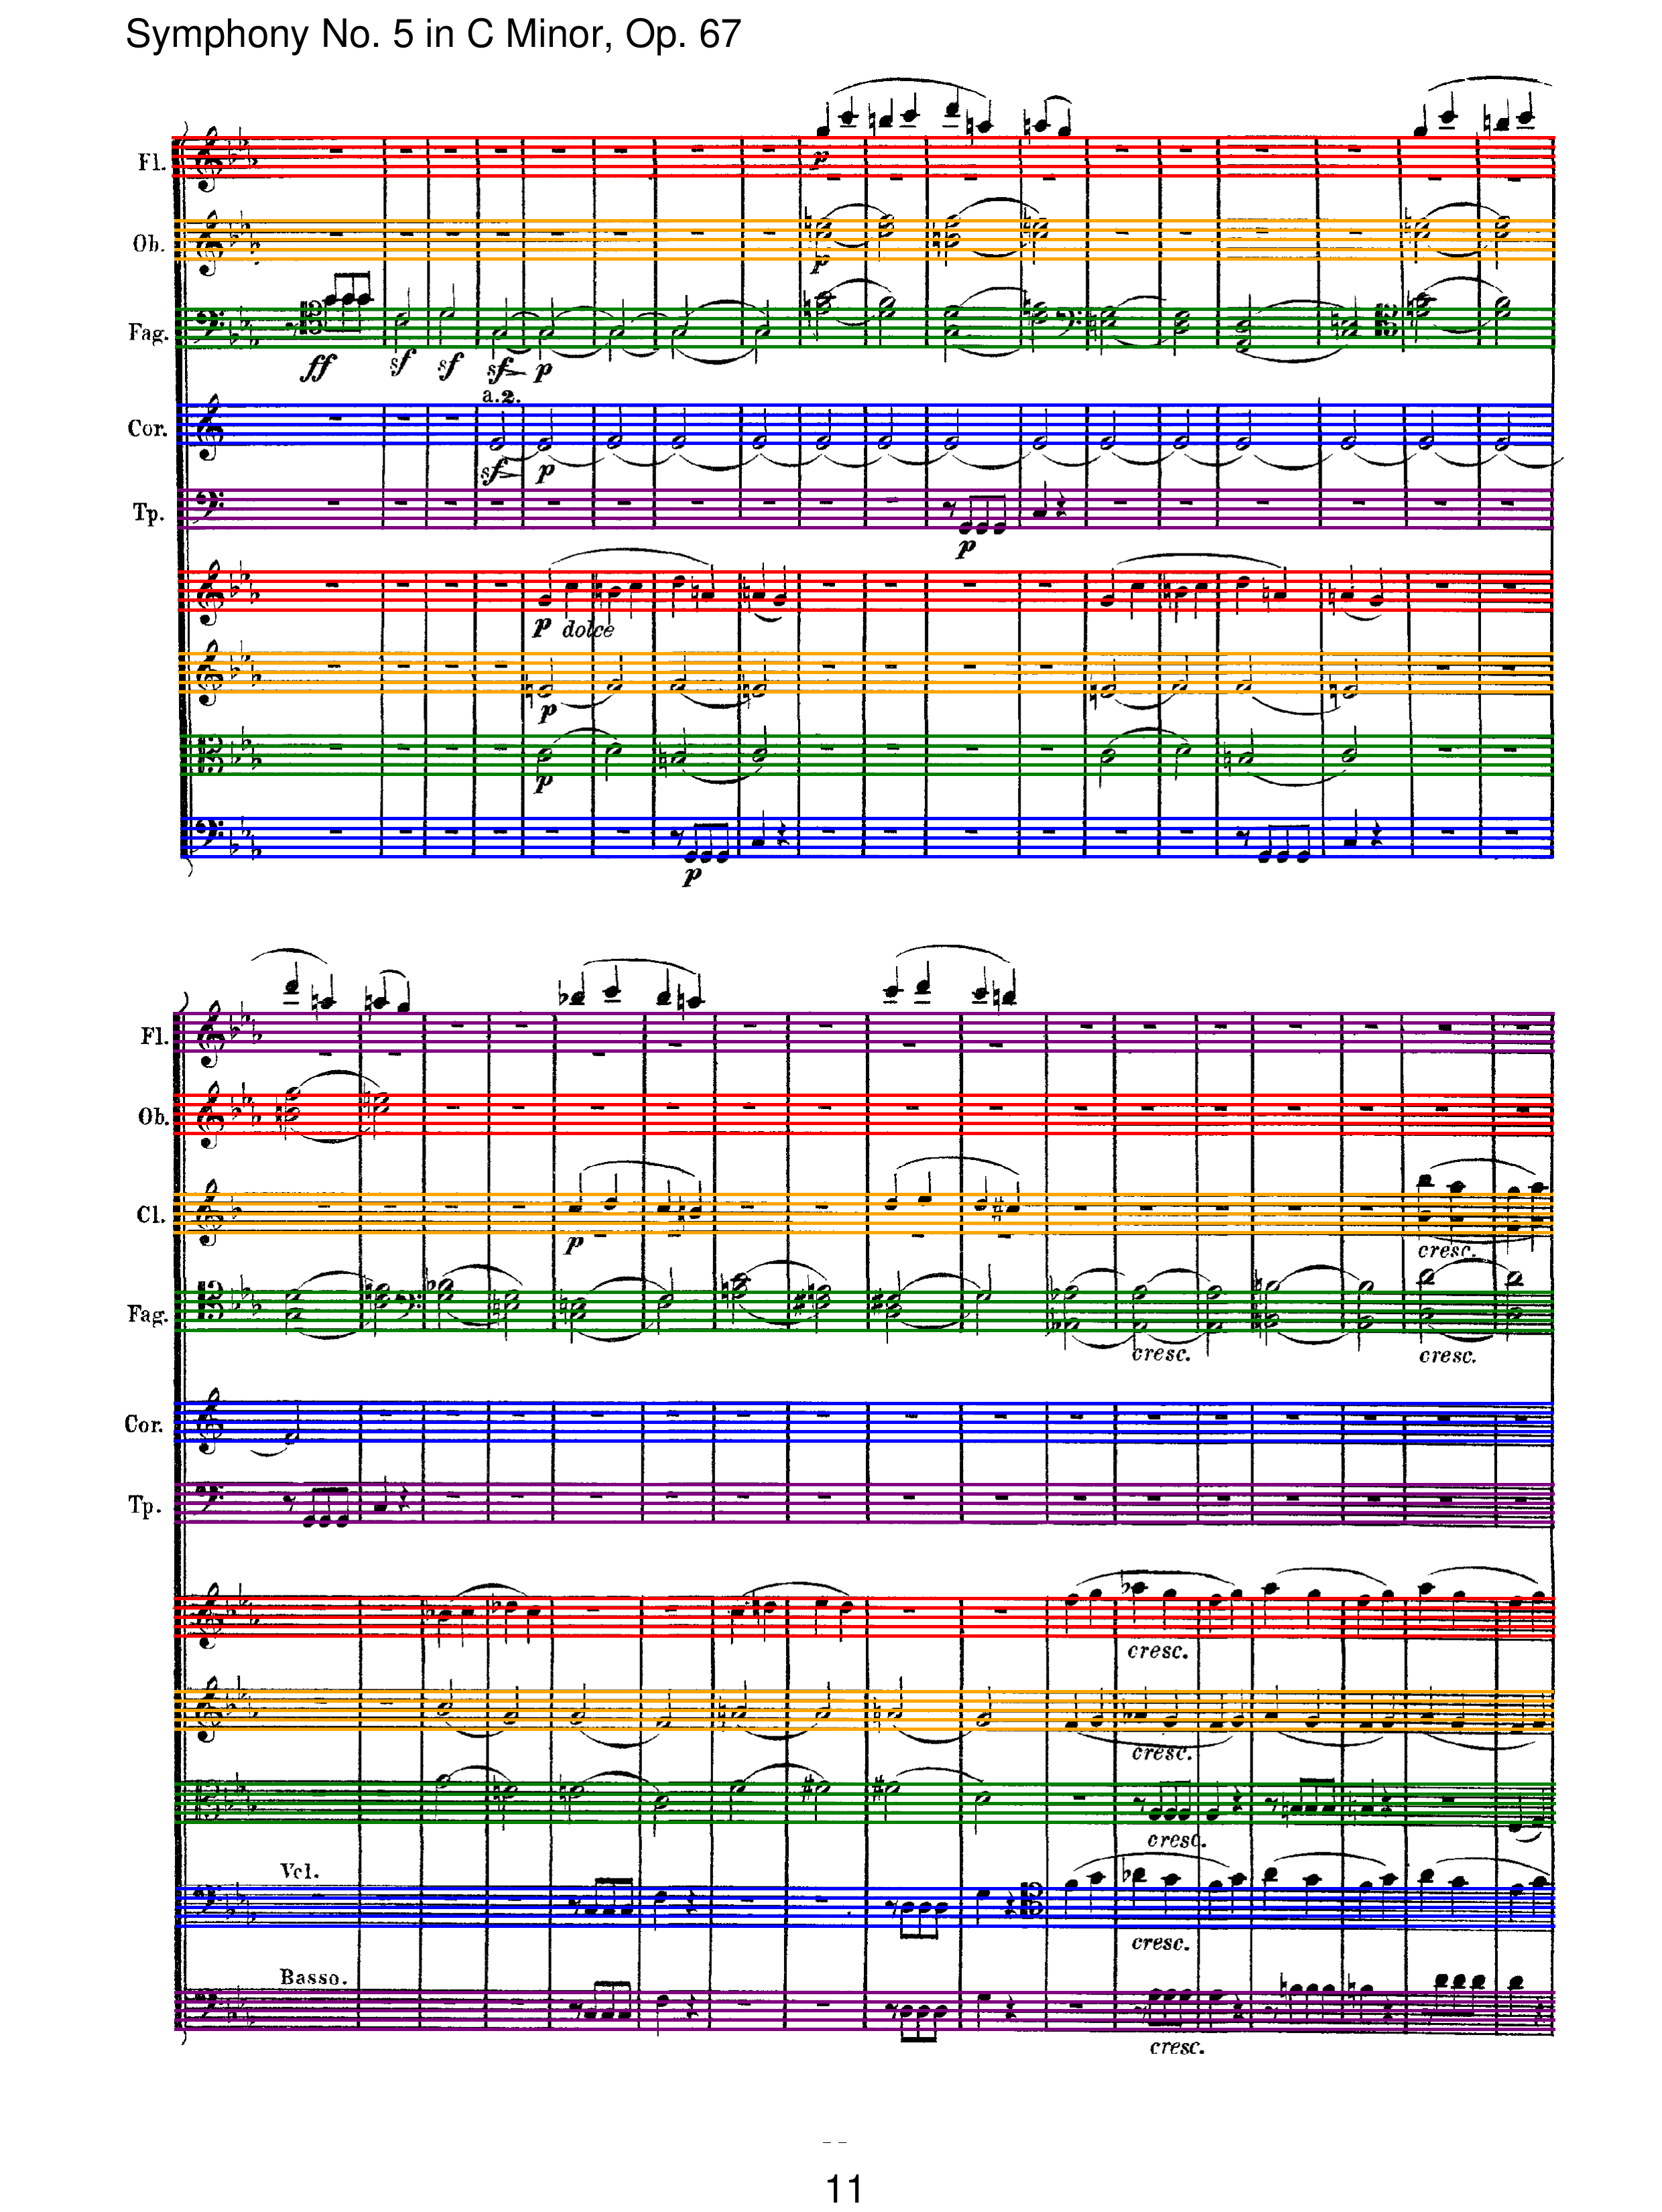 Symphony No. 5 in C Minor, Op. 67
Fl.
p
Ob.
p
Fag.
ff sf sf sf p
a.2.
Cor.
sf p
Tp.
p
p dolce
p
p
p
Fl.
Ob.
Cl.
p cresc.
Fag.
cresc. cresc.
Cor.
Tp.
cresc.
cresc.
cresc.
Vcl.
cresc.
Basso.
cresc.
11